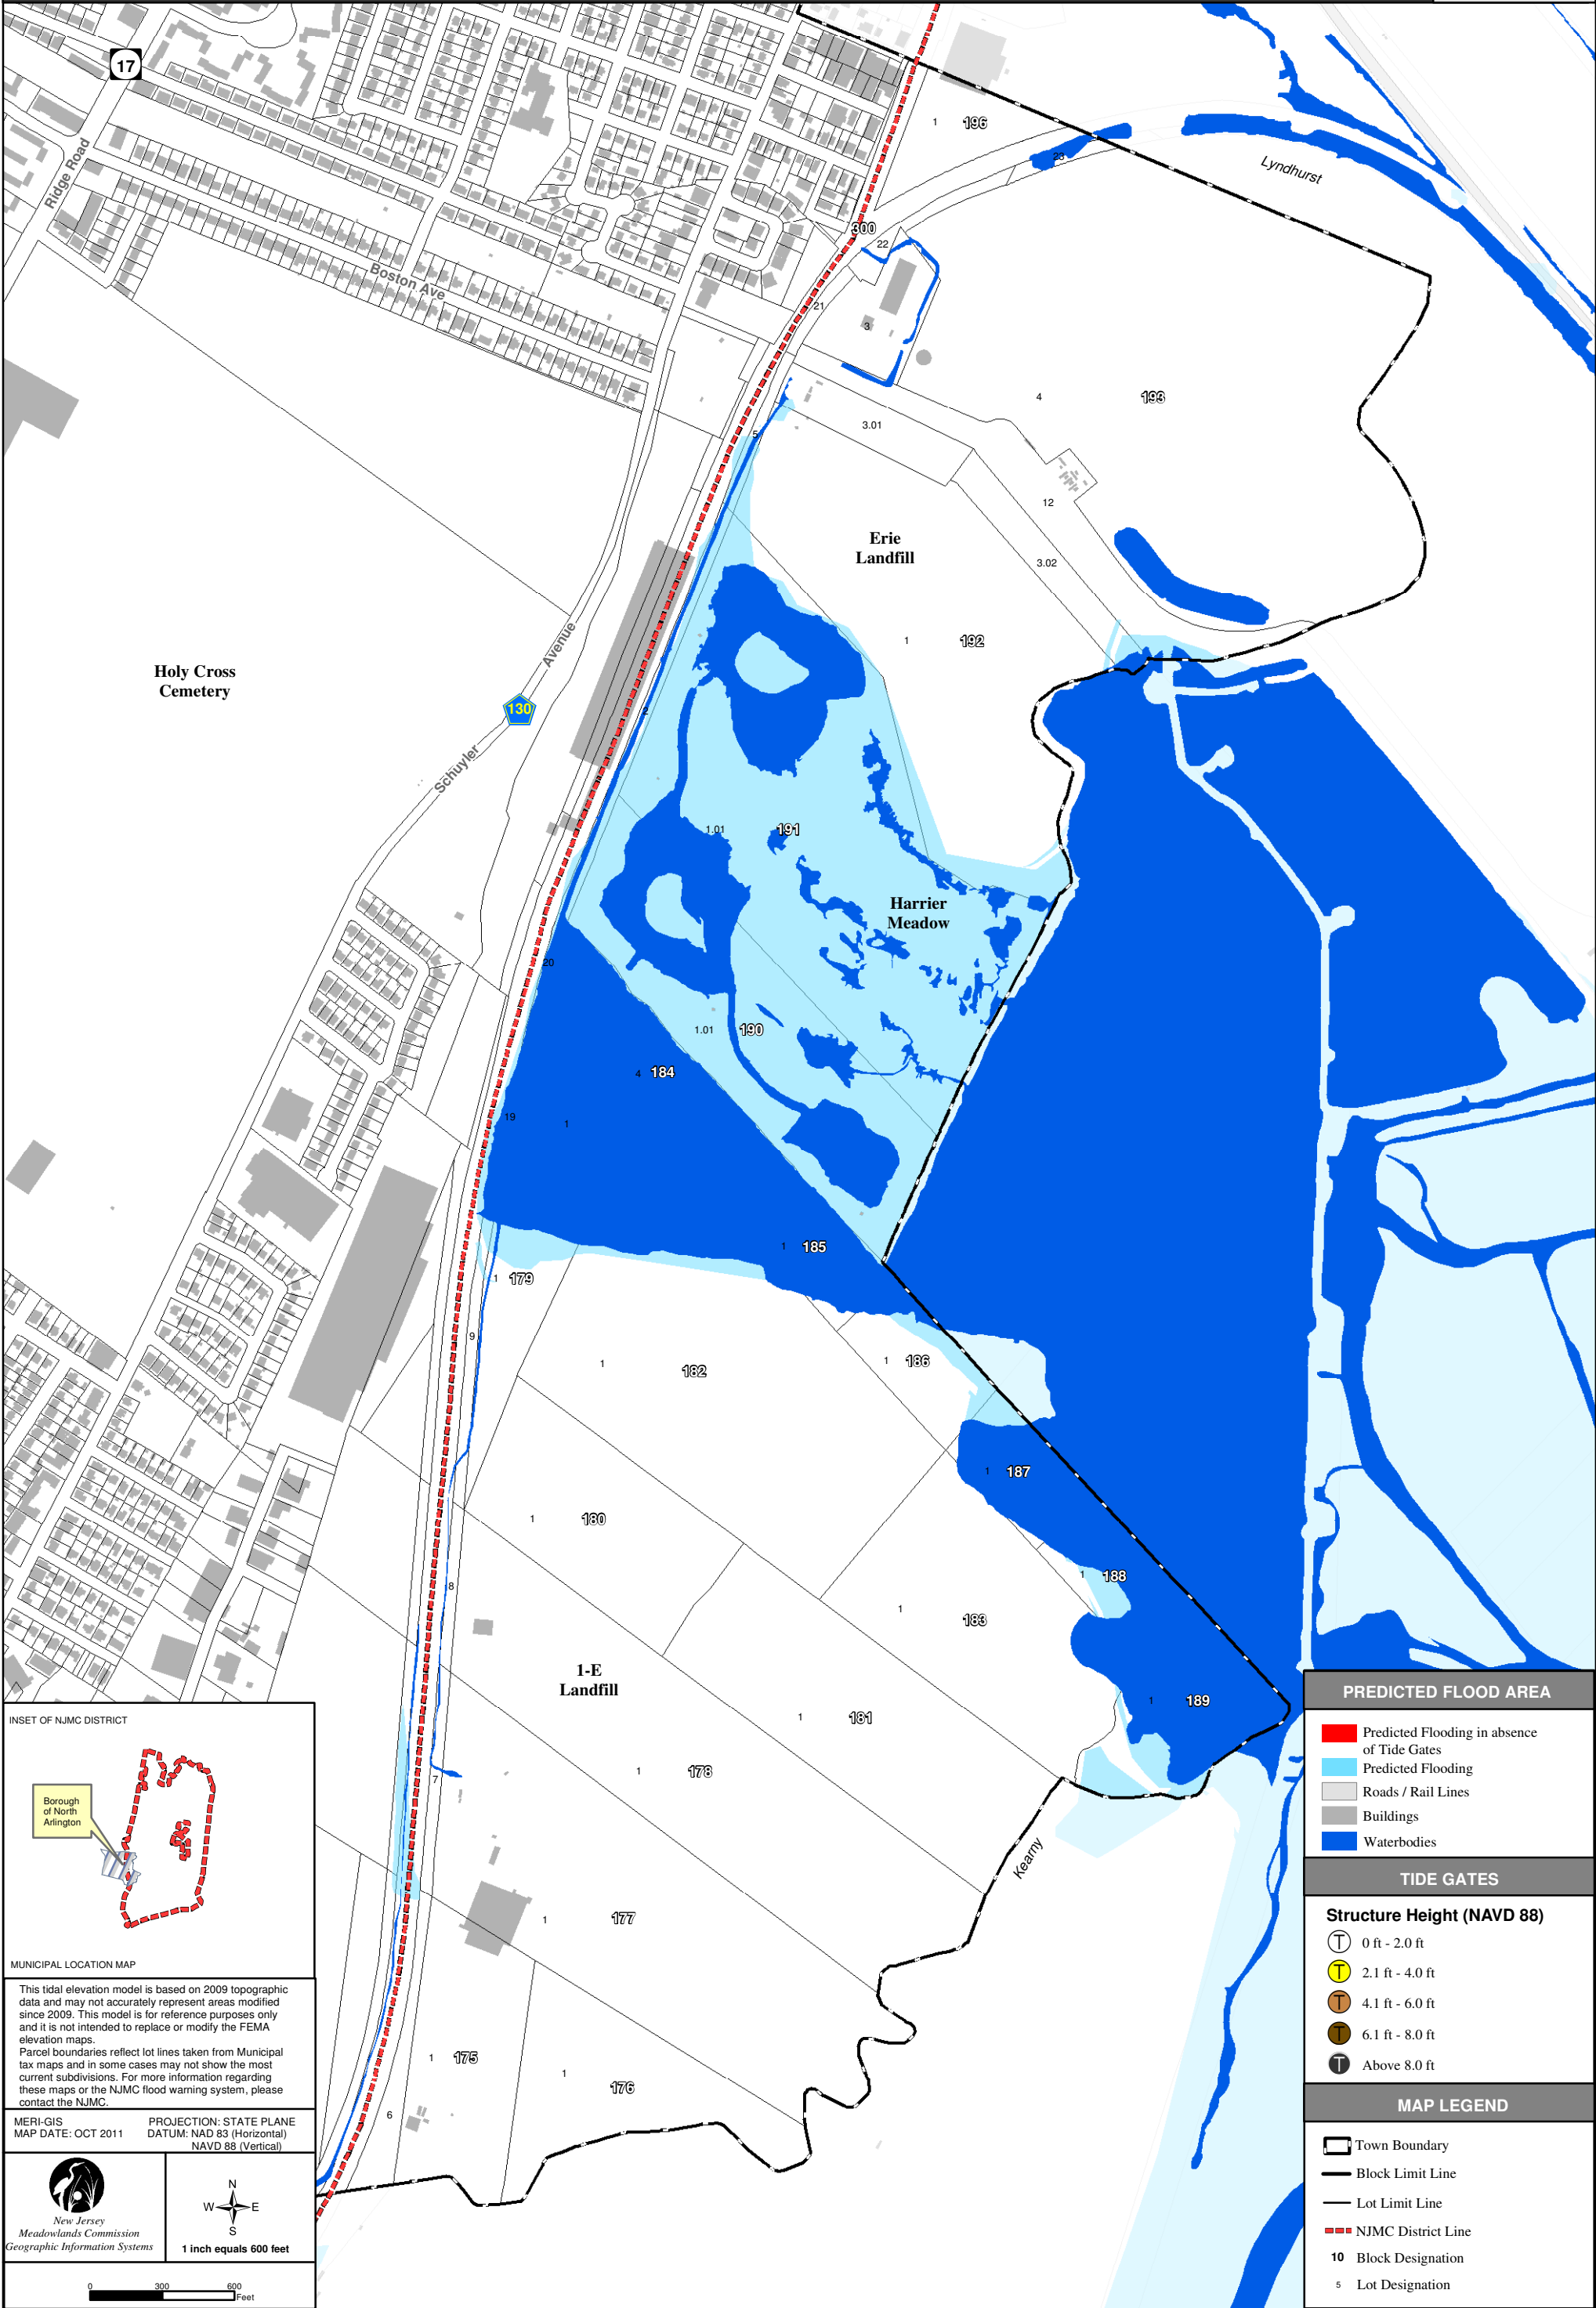 17
Ridge Road
Boston Ave
1 196
23
Lyndhurst
300
22
21
3
4 193
3.01
5
12
Erie
Landfill
3.02
1 192
Holy Cross
Cemetery
Avenue
130
Schuyler
2
1.01 191
Harrier
Meadow
20
1.01 190
4 184
19 1
1 185
1 179
9
1 182
1 186
1 187
1 180
8
1 188
1 183
1-E
Landfill
1 189
1 181
1 178
7
Kearny
1 177
1 175
1 176
6
INSET OF NJMC DISTRICT
Borough
of North
Arlington
MUNICIPAL LOCATION MAP
This tidal elevation model is based on 2009 topographic
data and may not accurately represent areas modified
since 2009. This model is for reference purposes only
and it is not intended to replace or modify the FEMA
elevation maps.
Parcel boundaries reflect lot lines taken from Municipal
tax maps and in some cases may not show the most
current subdivisions. For more information regarding
these maps or the NJMC flood warning system, please
contact the NJMC.
MERI-GIS
MAP DATE: OCT 2011
PROJECTION: STATE PLANE
DATUM: NAD 83 (Horizontal)
NAVD 88 (Vertical)
New Jersey
Meadowlands Commission
Geographic Information Systems
N
W E
S
1 inch equals 600 feet
0 300 600
Feet
PREDICTED FLOOD AREA
Predicted Flooding in absence
of Tide Gates
Predicted Flooding
Roads / Rail Lines
Buildings
Waterbodies
TIDE GATES
Structure Height (NAVD 88)
T 0 ft - 2.0 ft
T 2.1 ft - 4.0 ft
T 4.1 ft - 6.0 ft
T 6.1 ft - 8.0 ft
T Above 8.0 ft
MAP LEGEND
Town Boundary
Block Limit Line
Lot Limit Line
NJMC District Line
10 Block Designation
5 Lot Designation